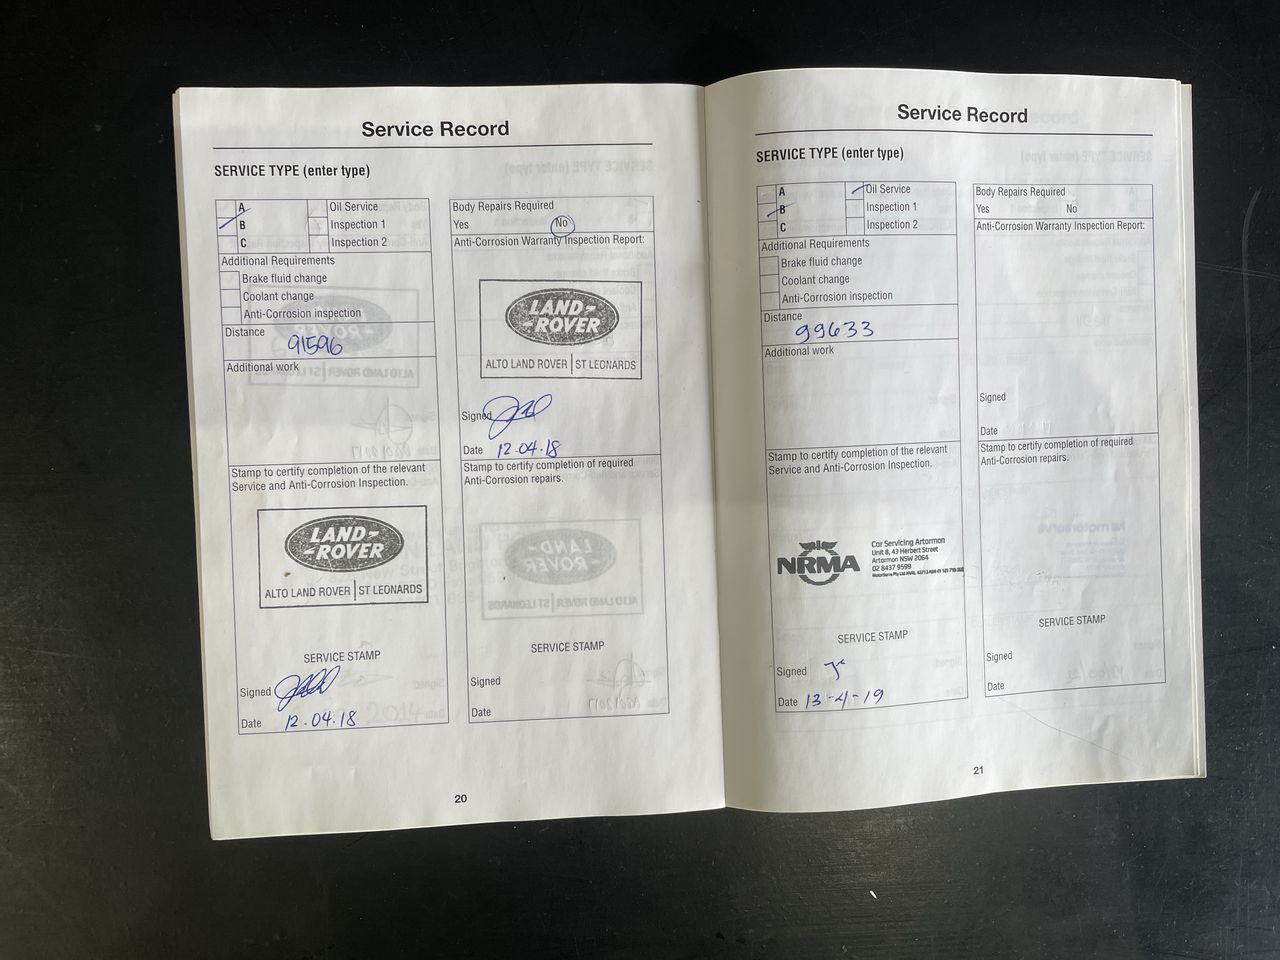 Service Record
SERVICE TYPE (enter type)
A
Oil Service
B
Inspection 1
C
Inspection 2
Additional Requirements
Brake fluid change
Coolant change
Anti-Corrosion inspection
Distance
91596
Additional work
Stamp to certify completion of the relevant
Service and Anti-Corrosion Inspection.
LAND-
-ROVER
ALTO LAND ROVER | ST LEONARDS
SERVICE STAMP
Signed
Date 12.04.18
Body Repairs Required
Yes No
Anti-Corrosion Warranty Inspection Report:
LAND-
-ROVER
ALTO LAND ROVER | ST LEONARDS
Signed
Date 12.04.18
Stamp to certify completion of required
Anti-Corrosion repairs.
SERVICE STAMP
Signed
Date
20
Service Record
SERVICE TYPE (enter type)
A
Oil Service
B
Inspection 1
C
Inspection 2
Additional Requirements
Brake fluid change
Coolant change
Anti-Corrosion inspection
Distance
99633
Additional work
Stamp to certify completion of the relevant
Service and Anti-Corrosion Inspection.
NRMA
Car Servicing Artarmon
Unit 8, 43 Herbert Street
Artarmon NSW 2064
02 8437 9599
SERVICE STAMP
Signed
Date 13-4-19
Body Repairs Required
Yes No
Anti-Corrosion Warranty Inspection Report:
Signed
Date
Stamp to certify completion of required
Anti-Corrosion repairs.
SERVICE STAMP
Signed
Date
21